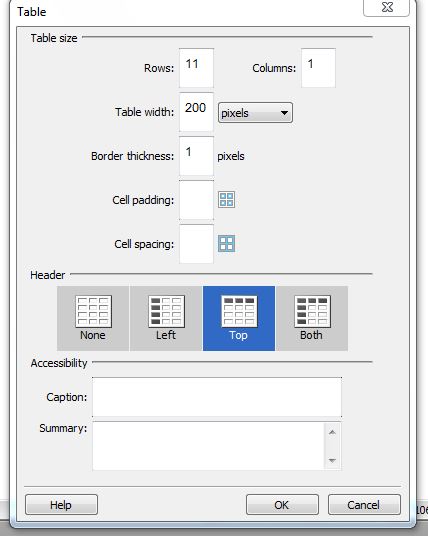 Table
Table size
Rows: 11 Columns: 1
Table width: 200 pixels
Border thickness: 1 pixels
Cell padding:
Cell spacing:
Header
None Left Top Both
Accessibility
Caption:
Summary:
Help OK Cancel